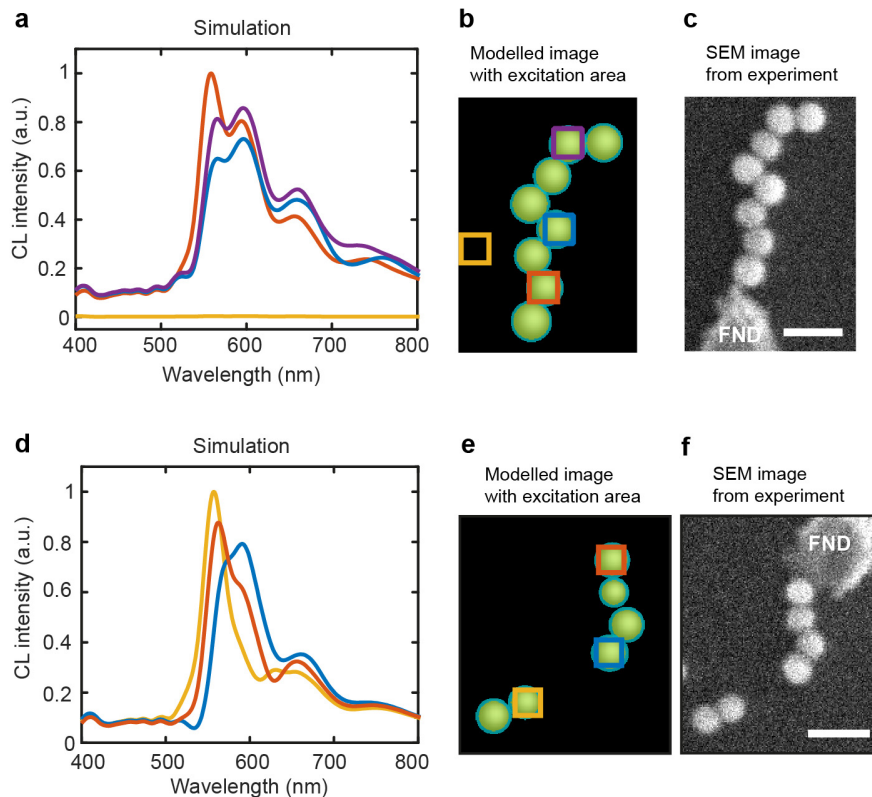 a
Simulation
CL intensity (a.u.)
1
0.8
0.6
0.4
0.2
0
400 500 600 700 800
Wavelength (nm)
b
Modelled image
with excitation area
c
SEM image
from experiment
FND
d
Simulation
CL intensity (a.u.)
1
0.8
0.6
0.4
0.2
0
400 500 600 700 800
Wavelength (nm)
e
Modelled image
with excitation area
f
SEM image
from experiment
FND